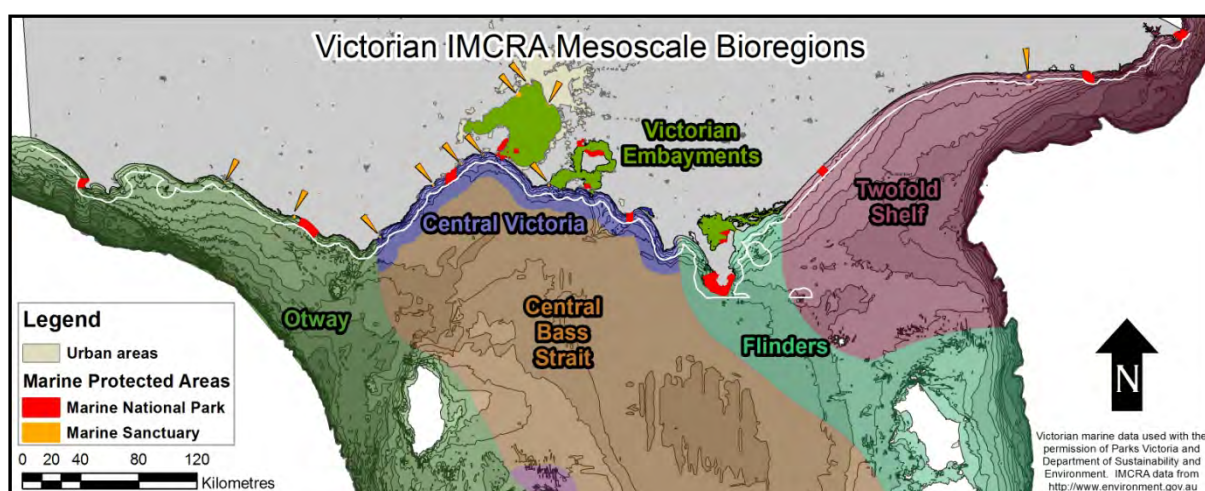 Victorian IMCRA Mesoscale Bioregions
Victorian
Embayments
Twofold
Shelf
Central Victoria
Otway
Central
Bass
Strait
Flinders
Legend
Urban areas
Marine Protected Areas
Marine National Park
Marine Sanctuary
0 20 40 80 120
Kilometres
N
Victorian marine data used with the
permission of Parks Victoria and
Department of Sustainability and
Environment. IMCRA data from
http://www.environment.gov.au